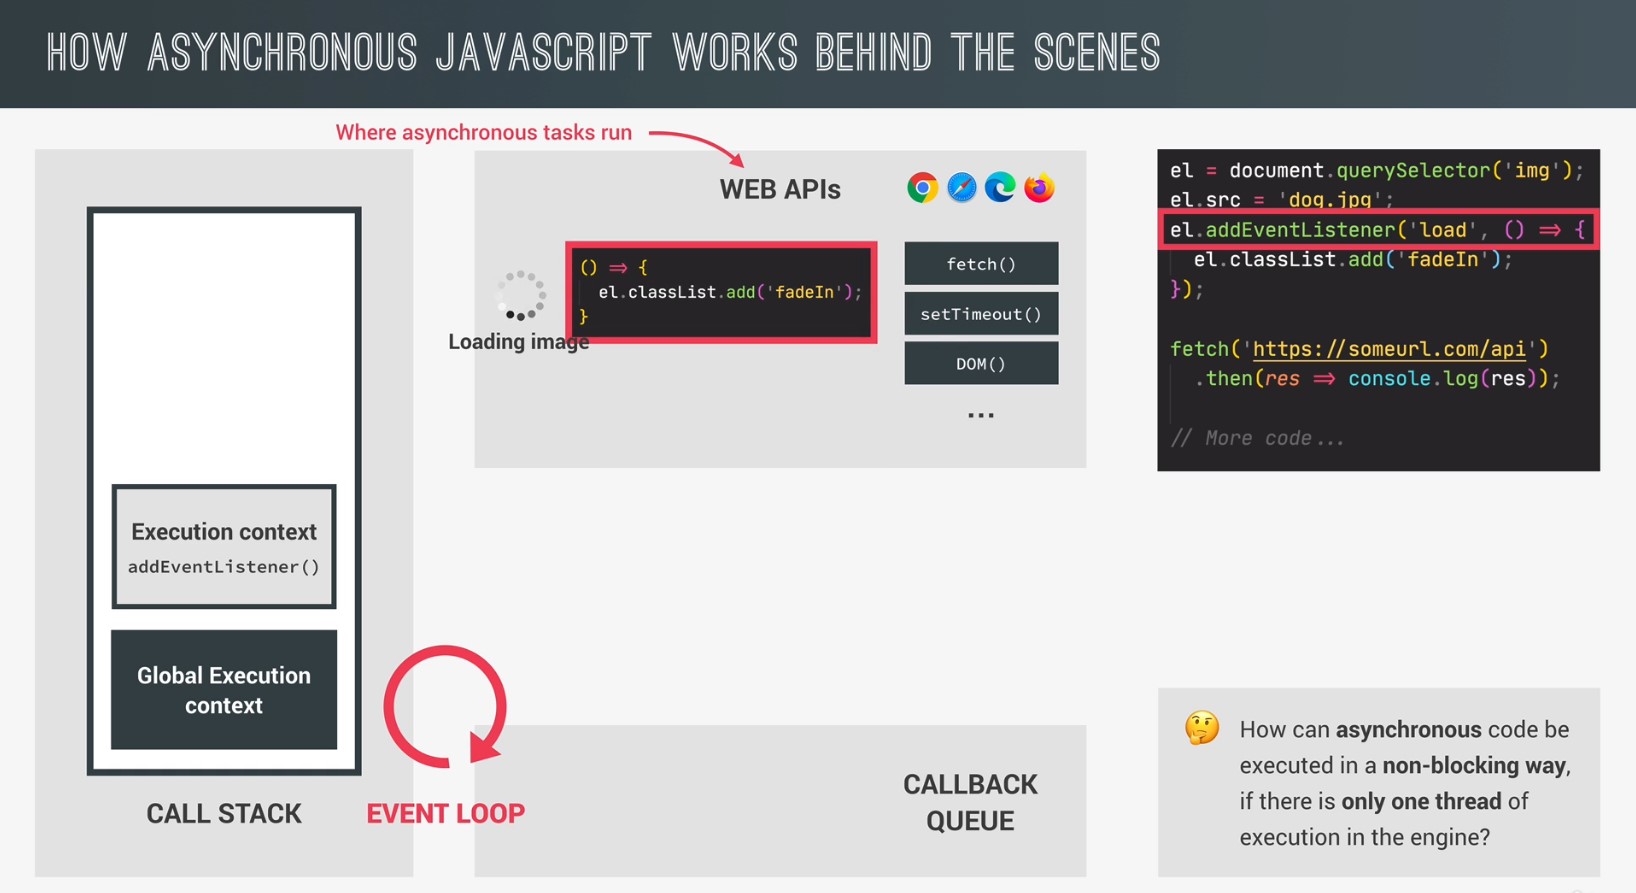 HOW ASYNCHRONOUS JAVASCRIPT WORKS BEHIND THE SCENES
Where asynchronous tasks run
WEB APIs
() => {
el.classList.add('fadeIn');
}
Loading image
fetch()
setTimeout()
DOM()
...
el = document.querySelector('img');
el.src = 'dog.jpg';
el.addEventListener('load', () => {
el.classList.add('fadeIn');
});
fetch('https://someurl.com/api')
.then(res => console.log(res));
// More code...
Execution context
addEventListener()
Global Execution
context
CALL STACK
EVENT LOOP
CALLBACK
QUEUE
How can asynchronous code be
executed in a non-blocking way,
if there is only one thread of
execution in the engine?